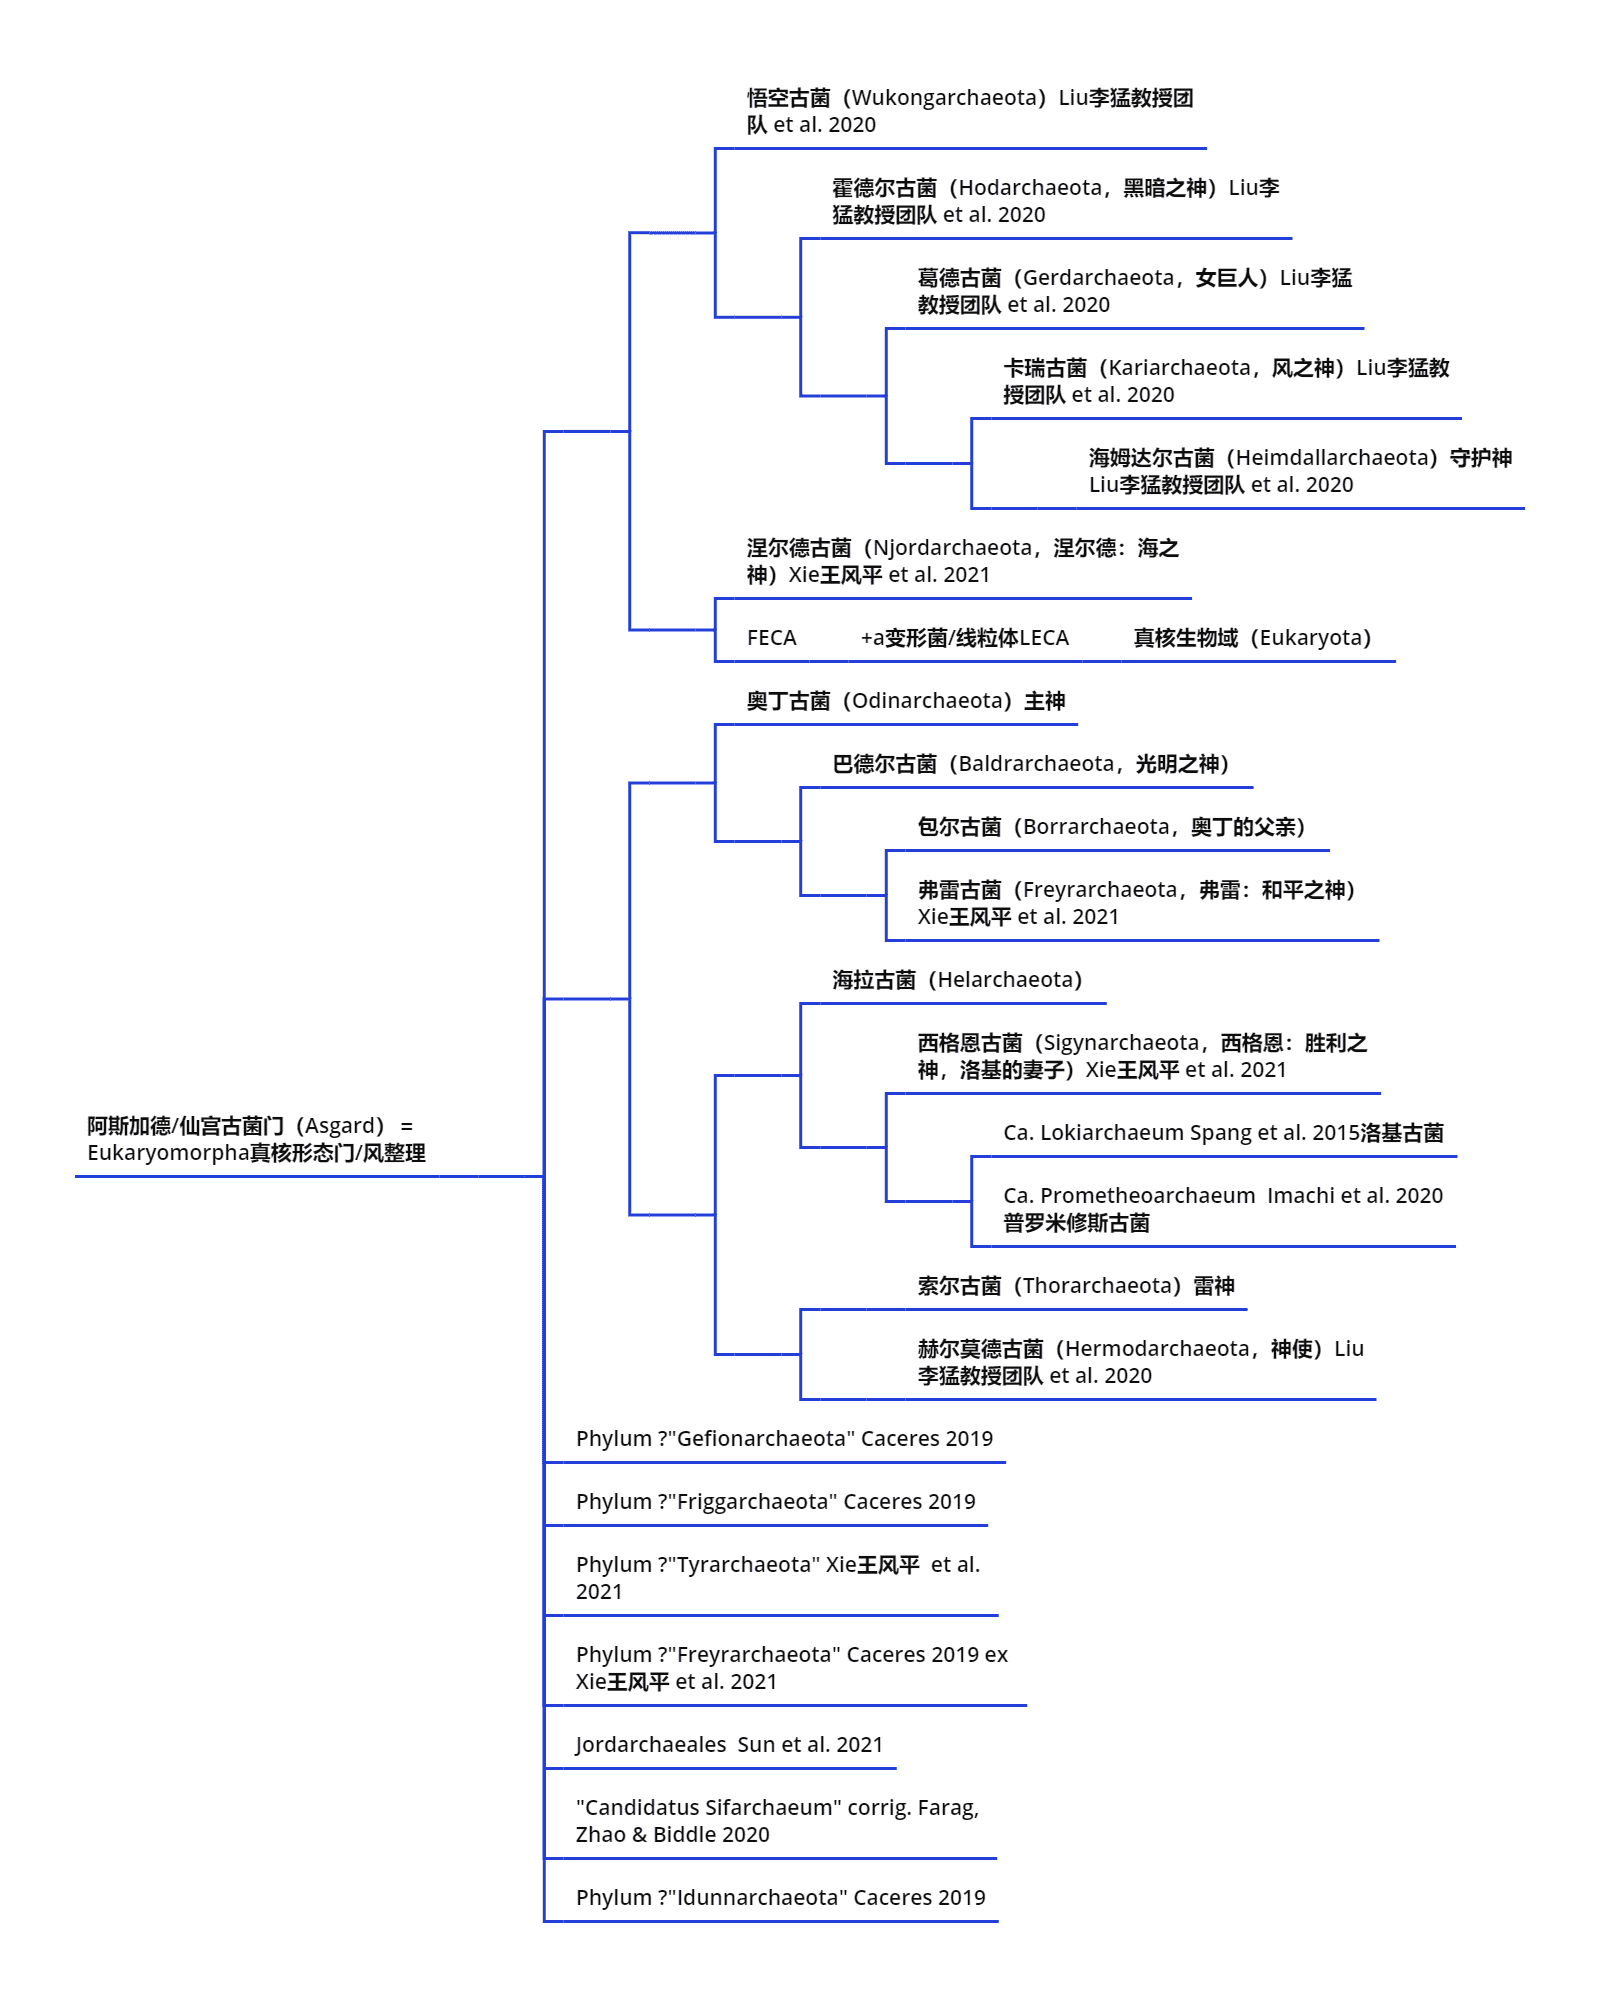 悟空古菌（Wukongarchaeota）Liu李猛教授团
队 et al. 2020
霍德尔古菌（Hodarchaeota，黑暗之神）Liu李
猛教授团队 et al. 2020
葛德古菌（Gerdarchaeota，女巨人）Liu李猛
教授团队 et al. 2020
卡瑞古菌（Kariarchaeota，风之神）Liu李猛教
授团队 et al. 2020
海姆达尔古菌（Heimdallarchaeota）守护神
Liu李猛教授团队 et al. 2020
涅尔德古菌（Njordarchaeota，涅尔德：海之
神）Xie王风平 et al. 2021
FECA +a变形菌/线粒体LECA 真核生物域（Eukaryota）
奥丁古菌（Odinarchaeota）主神
巴德尔古菌（Baldrarchaeota，光明之神）
包尔古菌（Borrarchaeota，奥丁的父亲）
弗雷古菌（Freyrarchaeota，弗雷：和平之神）
Xie王风平 et al. 2021
海拉古菌（Helarchaeota）
西格恩古菌（Sigynarchaeota，西格恩：胜利之
神，洛基的妻子）Xie王风平 et al. 2021
阿斯加德/仙宫古菌门（Asgard） =
Eukaryomorpha真核形态门/风整理
Ca. Lokiarchaeum Spang et al. 2015洛基古菌
Ca. Prometheoarchaeum  Imachi et al. 2020
普罗米修斯古菌
索尔古菌（Thorarchaeota）雷神
赫尔莫德古菌（Hermodarchaeota，神使）Liu
李猛教授团队 et al. 2020
Phylum ?"Gefionarchaeota" Caceres 2019
Phylum ?"Friggarchaeota" Caceres 2019
Phylum ?"Tyrarchaeota" Xie王风平  et al.
2021
Phylum ?"Freyrarchaeota" Caceres 2019 ex
Xie王风平 et al. 2021
Jordarchaeales  Sun et al. 2021
"Candidatus Sifarchaeum" corrig. Farag,
Zhao & Biddle 2020
Phylum ?"Idunnarchaeota" Caceres 2019